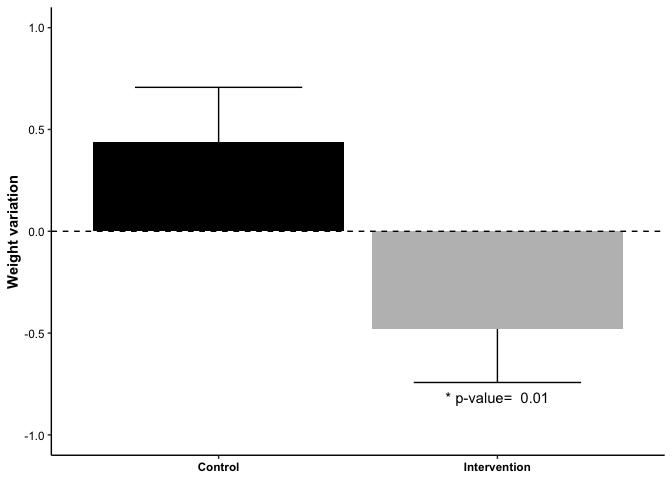 1.0
0.5
0.0
-0.5
-1.0
Weight variation
* p-value=  0.01
Control
Intervention